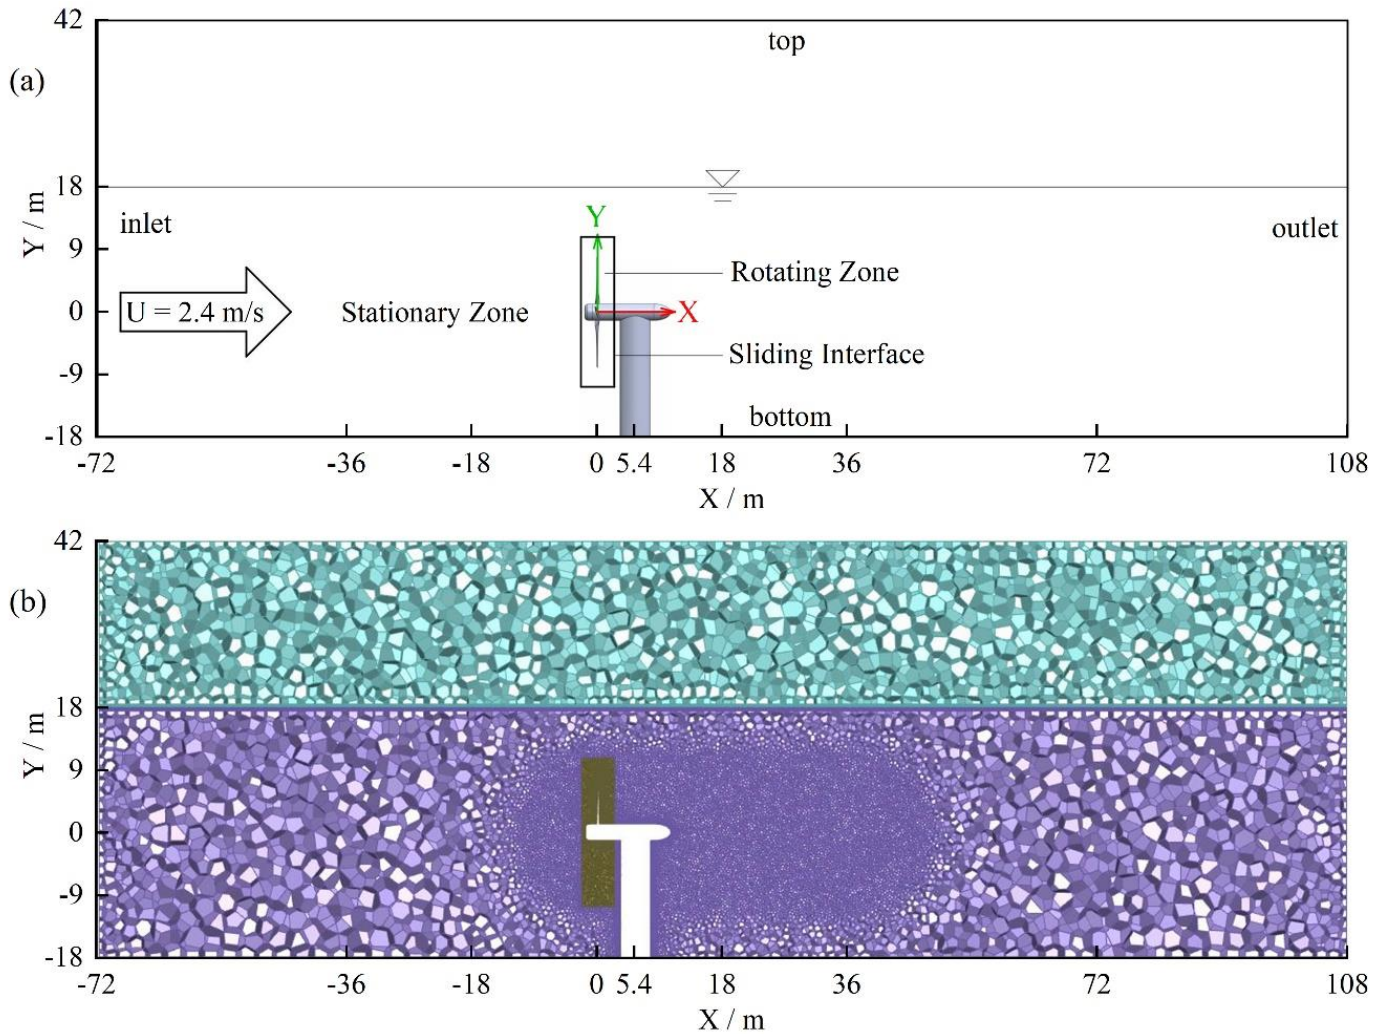 42
top
(a)
18
inlet
outlet
9
Y
Rotating Zone
Y / m
0
U = 2.4 m/s
Stationary Zone
X
Sliding Interface
-9
bottom
-18
-72 -36 -18 0 5.4 18 36 72 108
X / m
42
(b)
18
9
Y / m
0
-9
-18
-72 -36 -18 0 5.4 18 36 72 108
X / m